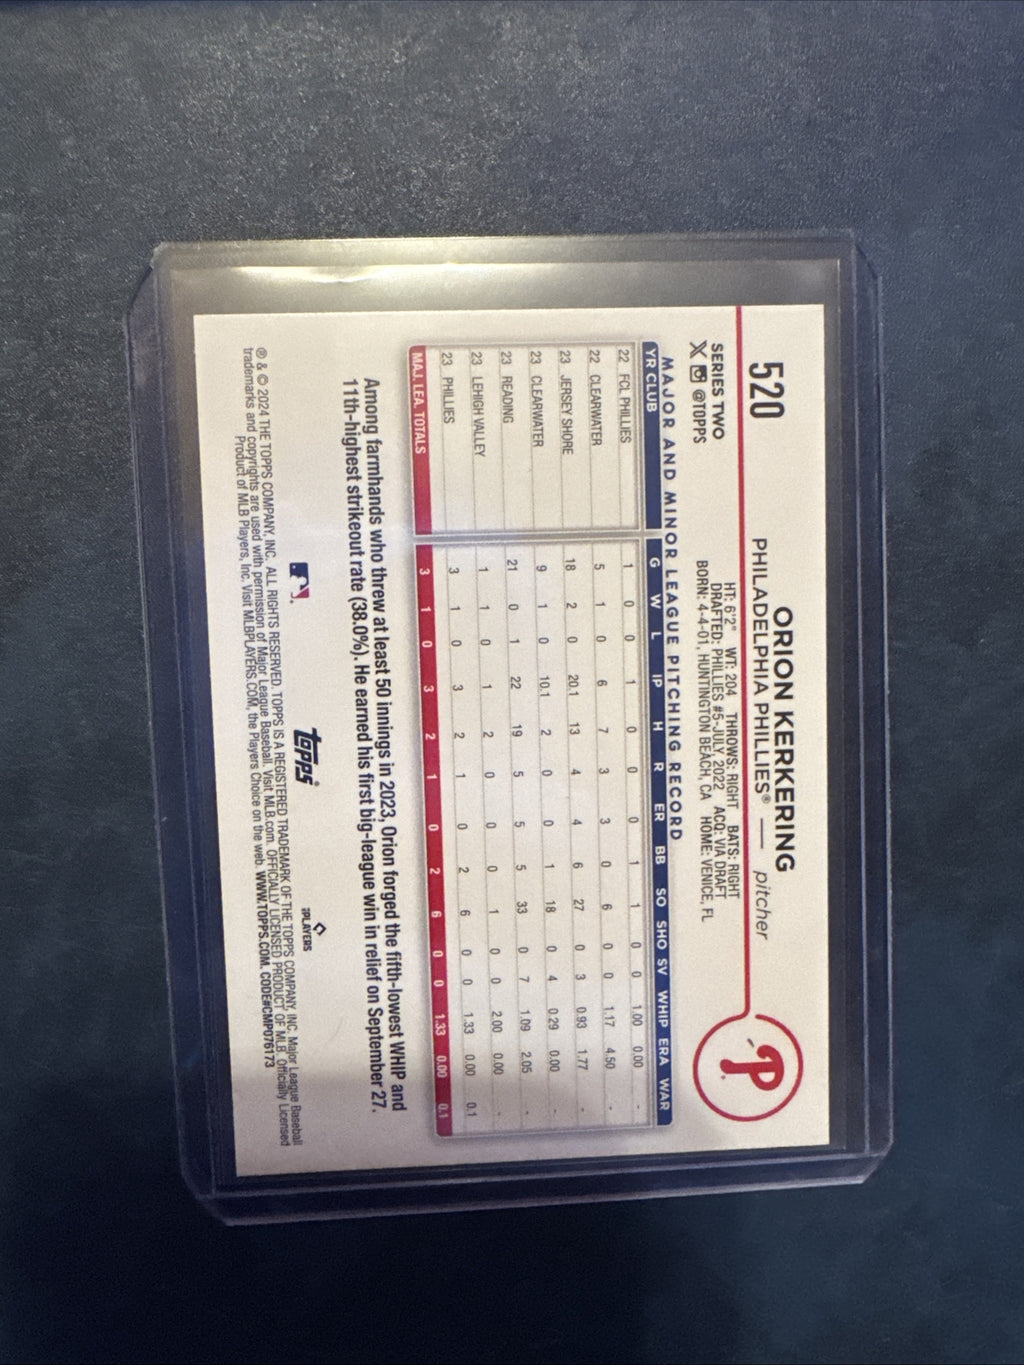 520
ORION KERKERING
PHILADELPHIA PHILLIES® — pitcher
P
SERIES TWO
X @TOPPS
HT: 6'2" WT: 204 THROWS: RIGHT BATS: RIGHT
DRAFTED: PHILLIES #5-JULY, 2022 ACQ: VIA DRAFT
BORN: 4-4-01, HUNTINGTON BEACH, CA HOME: VENICE, FL
MAJOR AND MINOR LEAGUE PITCHING RECORD
YR CLUB G W L IP H R ER BB SO SHO SV WHIP ERA WAR
22 FCL PHILLIES 1 0 0 1 0 0 0 1 1 0 0 1.00 0.00 -
22 CLEARWATER 5 1 0 6 7 3 3 0 6 0 0 1.17 4.50 -
23 JERSEY SHORE 18 2 0 20.1 13 4 4 6 27 0 3 0.93 1.77 -
23 CLEARWATER 9 1 0 10.1 2 0 0 1 18 0 4 0.29 0.00 -
23 READING 21 0 1 22 19 5 5 5 33 0 7 1.09 2.05 -
23 LEHIGH VALLEY 1 1 0 1 2 0 0 0 1 0 0 2.00 0.00 -
23 PHILLIES 3 1 0 3 2 1 0 2 6 0 0 1.33 0.00 0.1
MAJ. LEA. TOTALS 3 1 0 3 2 1 0 2 6 0 0 1.33 0.00 0.1
Among farmhands who threw at least 50 innings in 2023, Orion forged the fifth-lowest WHIP and
11th-highest strikeout rate (38.0%). He earned his first big-league win in relief on September 27.
topps
PLAYERS
® & © 2024 THE TOPPS COMPANY, INC. ALL RIGHTS RESERVED. TOPPS IS A REGISTERED TRADEMARK OF THE TOPPS COMPANY, INC. Major League Baseball
trademarks and copyrights are used with permission of Major League Baseball. Visit MLB.com. OFFICIALLY LICENSED PRODUCT OF MLB. Officially Licensed
Product of MLB Players, Inc. Visit MLBPLAYERS.COM, the Players Choice on the web. WWW.TOPPS.COM. CODE#CMP076173